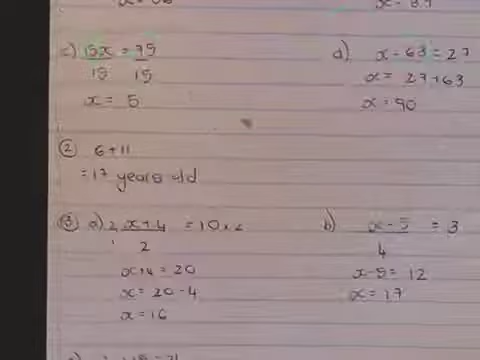 c) 15x = 75
15 15
x = 5
d) x - 63 = 27
x = 27 + 63
x = 90
② 6 + 11
= 17 years old
③ a) 2 x + 4 = 10 x 2
2
x + 4 = 20
x = 20 - 4
x = 16
b) x - 5 = 3
4
x - 5 = 12
x = 17